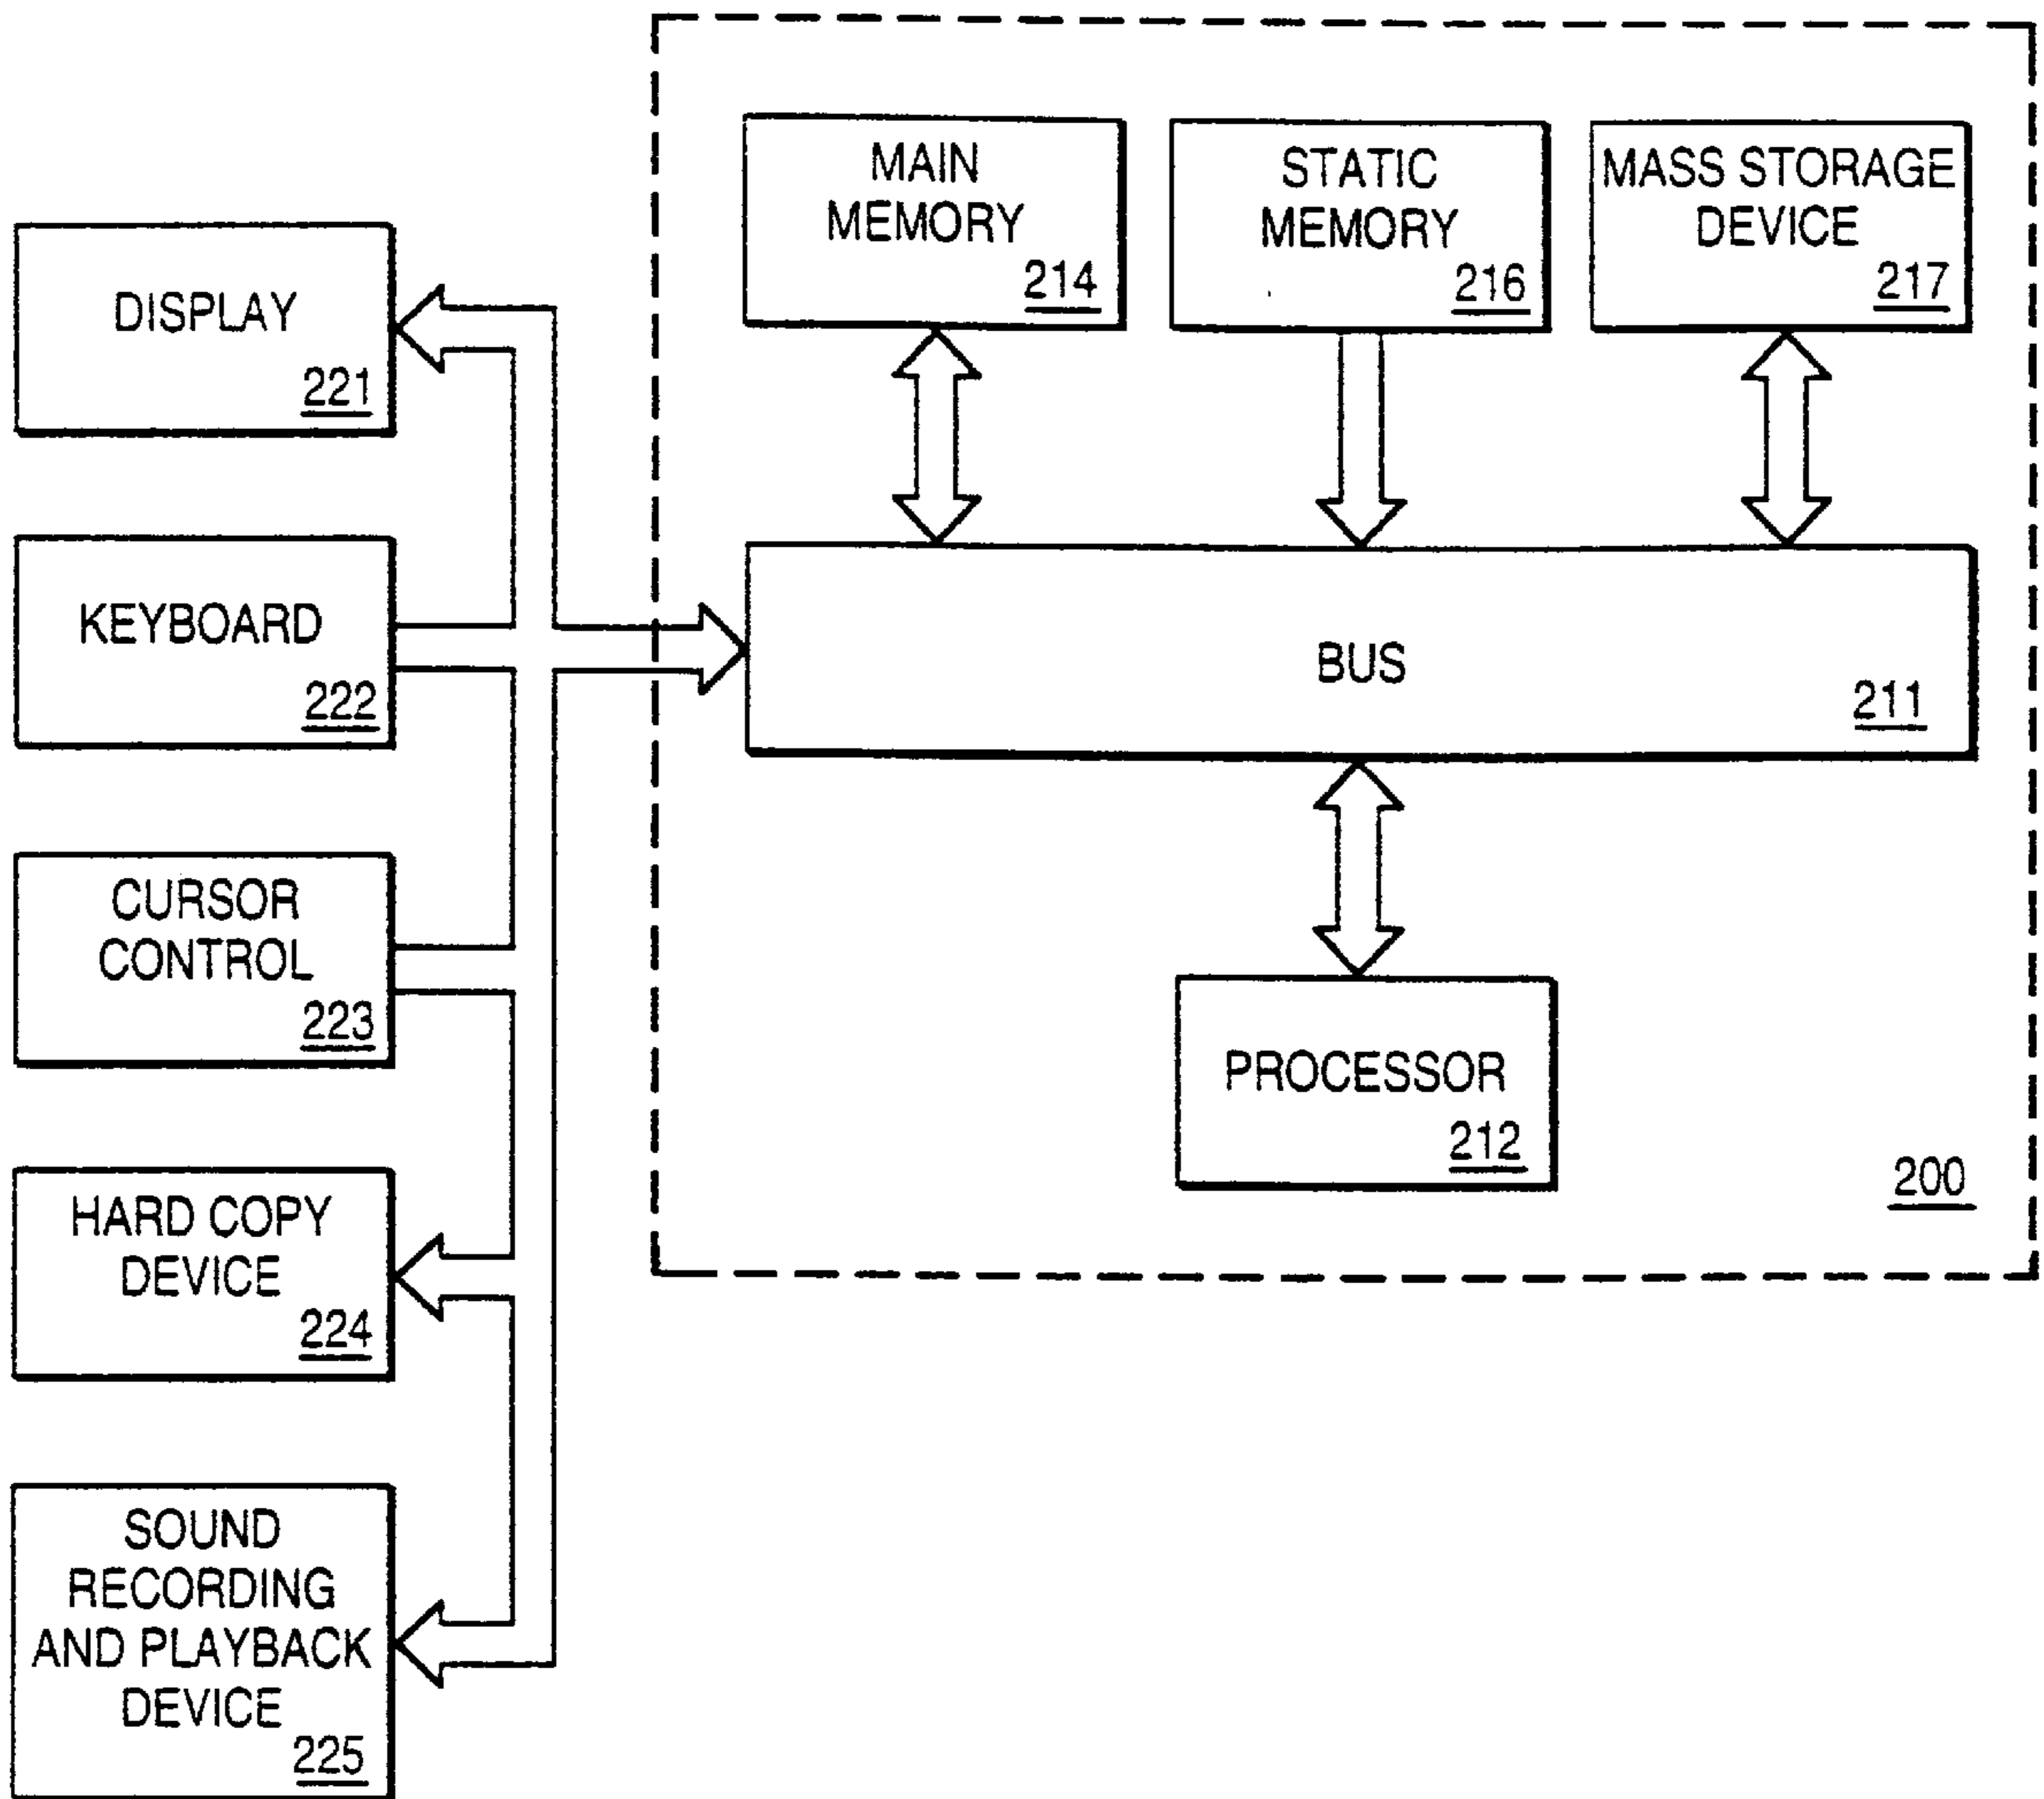 MAIN
MEMORY
214
STATIC
MEMORY
216
MASS STORAGE
DEVICE
217
DISPLAY
221
KEYBOARD
222
BUS
211
CURSOR
CONTROL
223
PROCESSOR
212
200
HARD COPY
DEVICE
224
SOUND
RECORDING
AND PLAYBACK
DEVICE
225